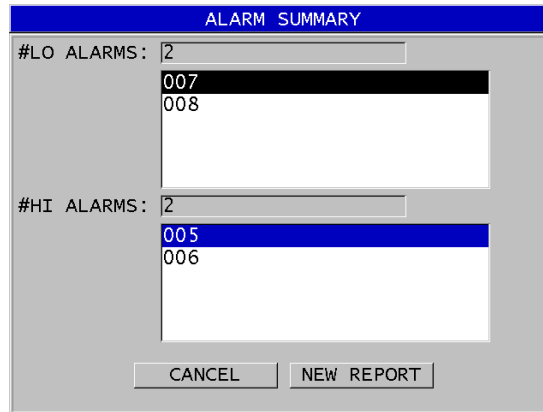 ALARM SUMMARY
#LO ALARMS: 2
007
008
#HI ALARMS: 2
005
006
CANCEL NEW REPORT